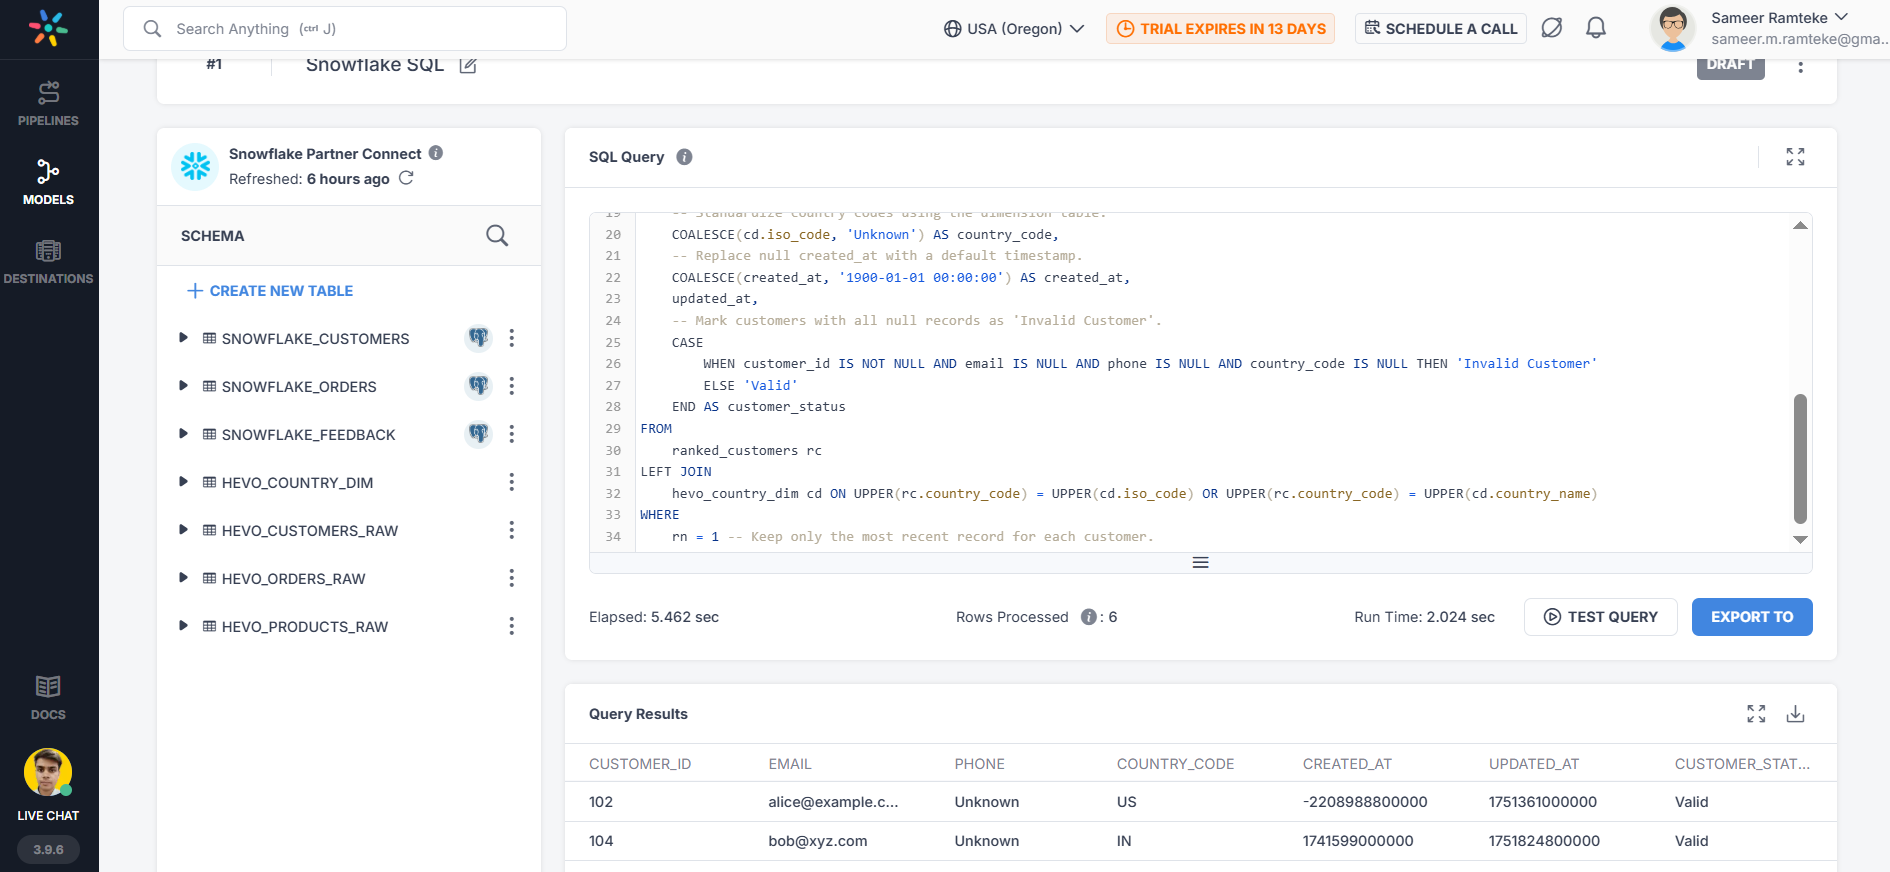 Search Anything (ctrl J)
USA (Oregon)
TRIAL EXPIRES IN 13 DAYS
SCHEDULE A CALL
Sameer Ramteke
sameer.m.ramteke@gma...
PIPELINES
MODELS
DESTINATIONS
DOCS
LIVE CHAT
3.9.6
#1
Snowflake SQL
DRAFT
Snowflake Partner Connect
Refreshed: 6 hours ago
SCHEMA
CREATE NEW TABLE
SNOWFLAKE_CUSTOMERS
SNOWFLAKE_ORDERS
SNOWFLAKE_FEEDBACK
HEVO_COUNTRY_DIM
HEVO_CUSTOMERS_RAW
HEVO_ORDERS_RAW
HEVO_PRODUCTS_RAW
SQL Query
19 -- Standardize country codes using the dimension table.
20 COALESCE(cd.iso_code, 'Unknown') AS country_code,
21 -- Replace null created_at with a default timestamp.
22 COALESCE(created_at, '1900-01-01 00:00:00') AS created_at,
23 updated_at,
24 -- Mark customers with all null records as 'Invalid Customer'.
25 CASE
26 WHEN customer_id IS NOT NULL AND email IS NULL AND phone IS NULL AND country_code IS NULL THEN 'Invalid Customer'
27 ELSE 'Valid'
28 END AS customer_status
29 FROM
30 ranked_customers rc
31 LEFT JOIN
32 hevo_country_dim cd ON UPPER(rc.country_code) = UPPER(cd.iso_code) OR UPPER(rc.country_code) = UPPER(cd.country_name)
33 WHERE
34 rn = 1 -- Keep only the most recent record for each customer.
Elapsed: 5.462 sec
Rows Processed : 6
Run Time: 2.024 sec
TEST QUERY
EXPORT TO
Query Results
CUSTOMER_ID EMAIL PHONE COUNTRY_CODE CREATED_AT UPDATED_AT CUSTOMER_STAT...
102 alice@example.c... Unknown US -2208988800000 1751361000000 Valid
104 bob@xyz.com Unknown IN 1741599000000 1751824800000 Valid